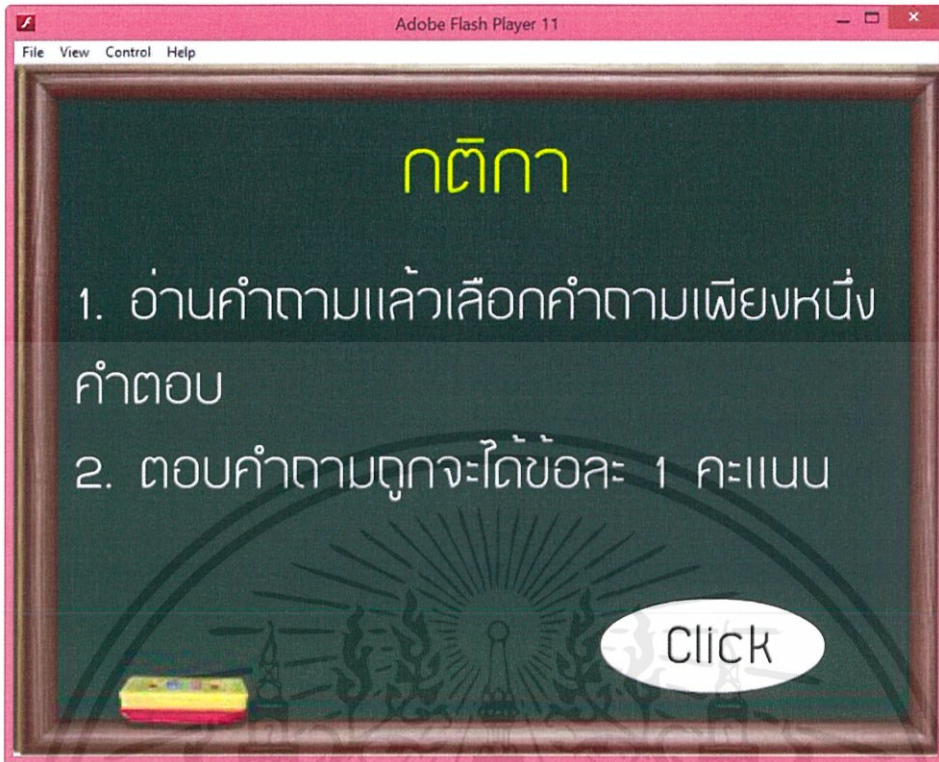 Adobe Flash Player 11
File View Control Help
กติกา
1. อ่านคำถามแล้วเลือกคำถามเพียงหนึ่ง
คำตอบ
2. ตอบคำถามถูกจะได้ข้อละ 1 คะแนน
Click